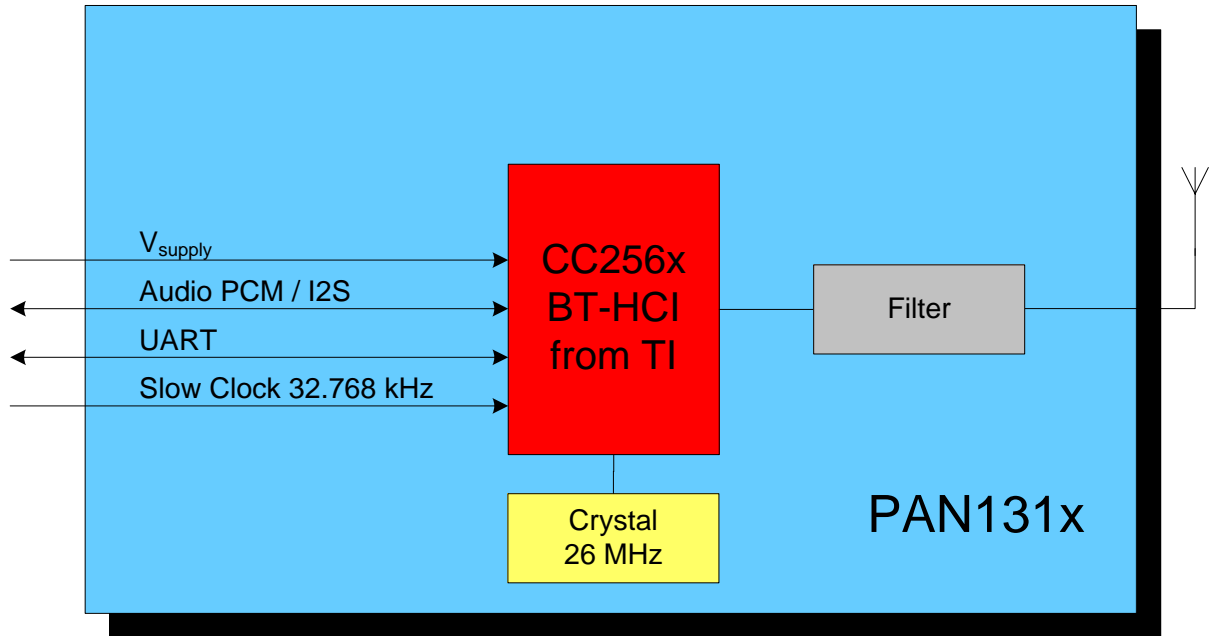 V_supply
Audio PCM / I2S
UART
Slow Clock 32.768 kHz
CC256x
BT-HCI
from TI
Filter
Crystal
26 MHz
PAN131x